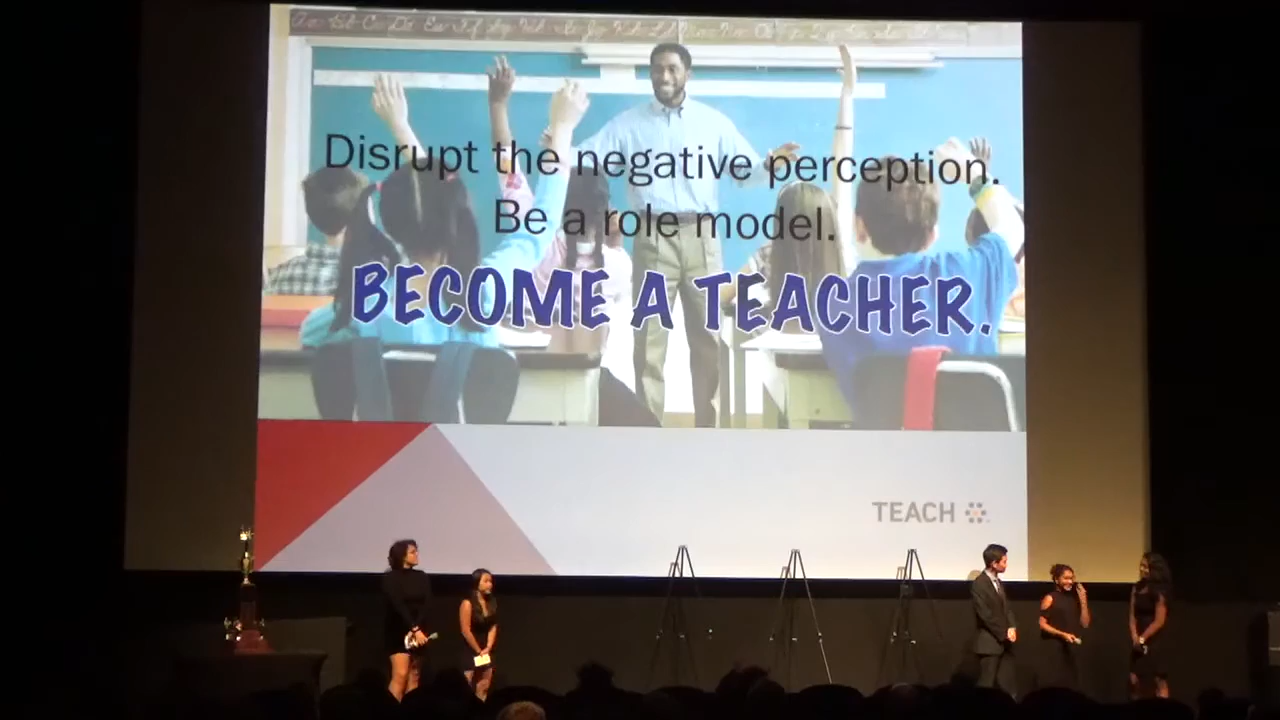 Disrupt the negative perception.
Be a role model.
BECOME A TEACHER.
TEACH